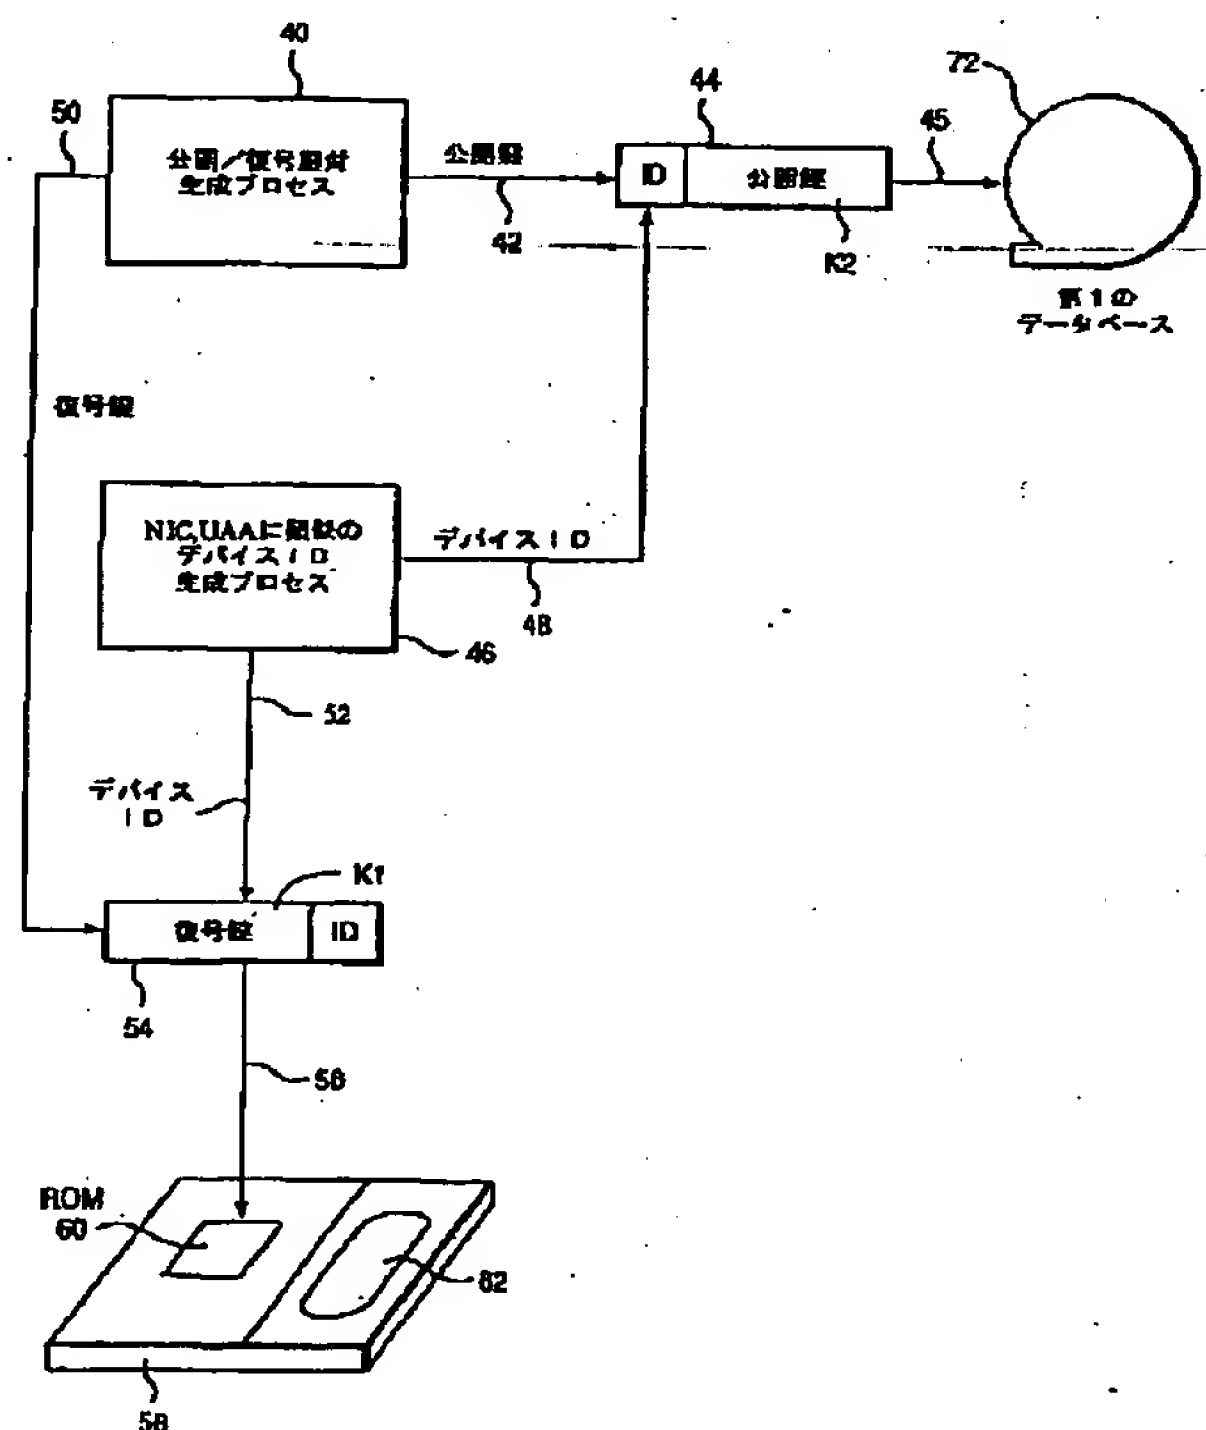 40
50
公開/復号鍵対
生成プロセス
公開鍵
42
44
ID
公開鍵
K2
45
72
第1の
データベース
復号鍵
NIC,UAAに類似の
デバイスID
生成プロセス
デバイスID
48
46
52
デバイス
ID
K1
復号鍵
ID
54
ROM
60
62
58